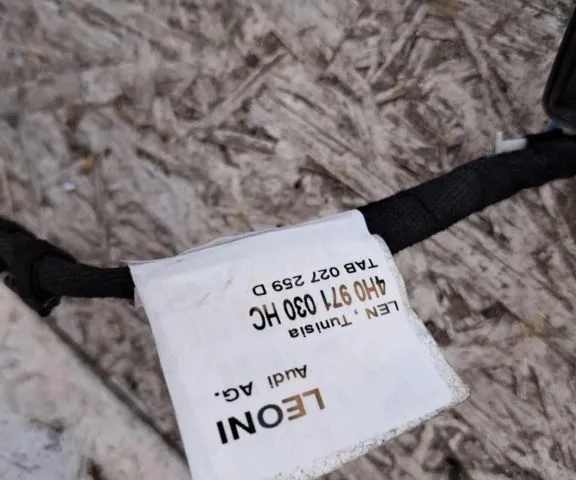 LEONI
Audi AG.
LEN, Tunisia
4H0 971 030 HC
TAB 027 259 D